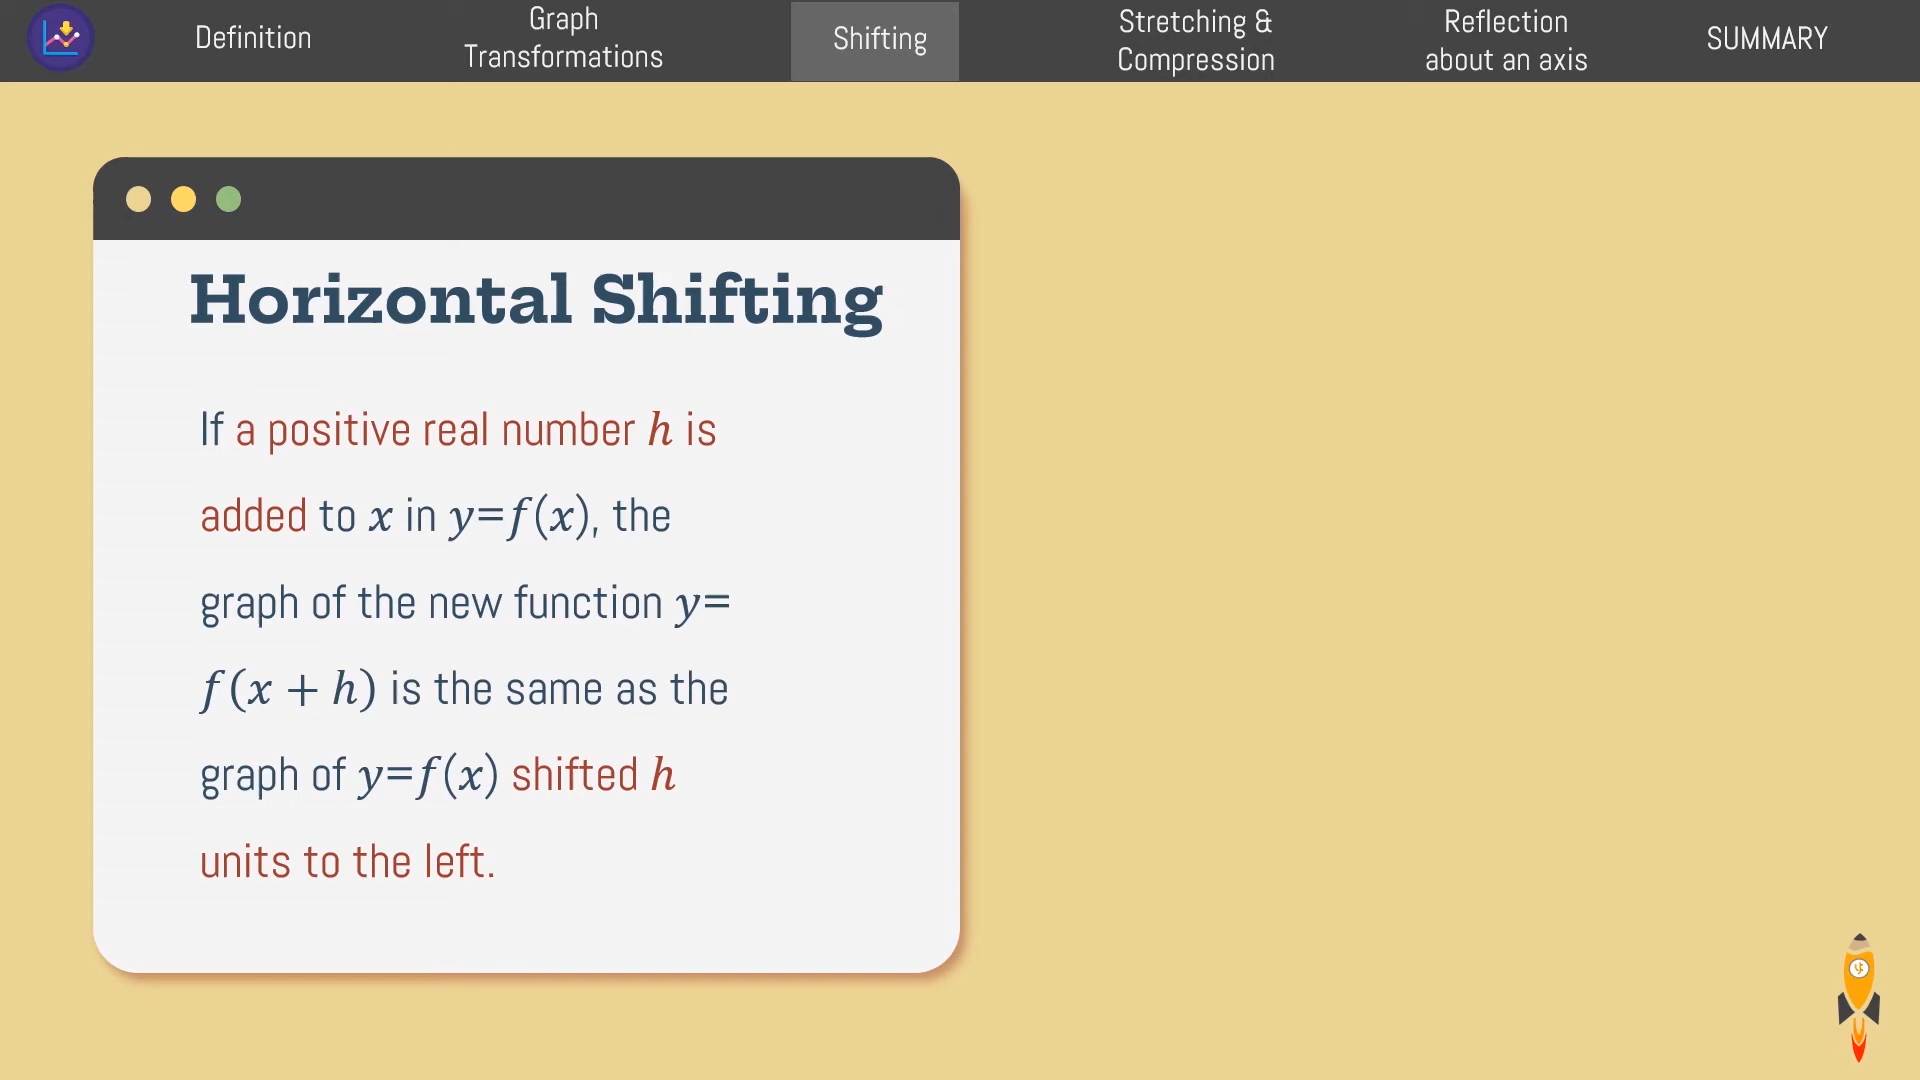 Definition
Graph
Transformations
Shifting
Stretching &
Compression
Reflection
about an axis
SUMMARY
Horizontal Shifting
If a positive real number h is
added to x in y=f(x), the
graph of the new function y=
f(x + h) is the same as the
graph of y=f(x) shifted h
units to the left.